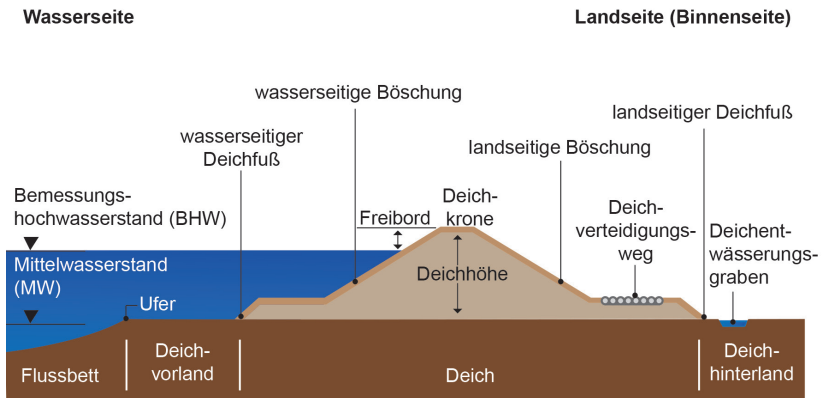 Wasserseite
Landseite (Binnenseite)
wasserseitige Böschung
landseitiger Deichfuß
wasserseitiger
Deichfuß
landseitige Böschung
Bemessungs-
hochwasserstand (BHW)
Freibord
Deich-
krone
Deich-
verteidigungs-
weg
Deichent-
wässerungs-
graben
Mittelwasserstand
(MW)
Deichhöhe
Ufer
Flussbett
Deich-
vorland
Deich
Deich-
hinterland